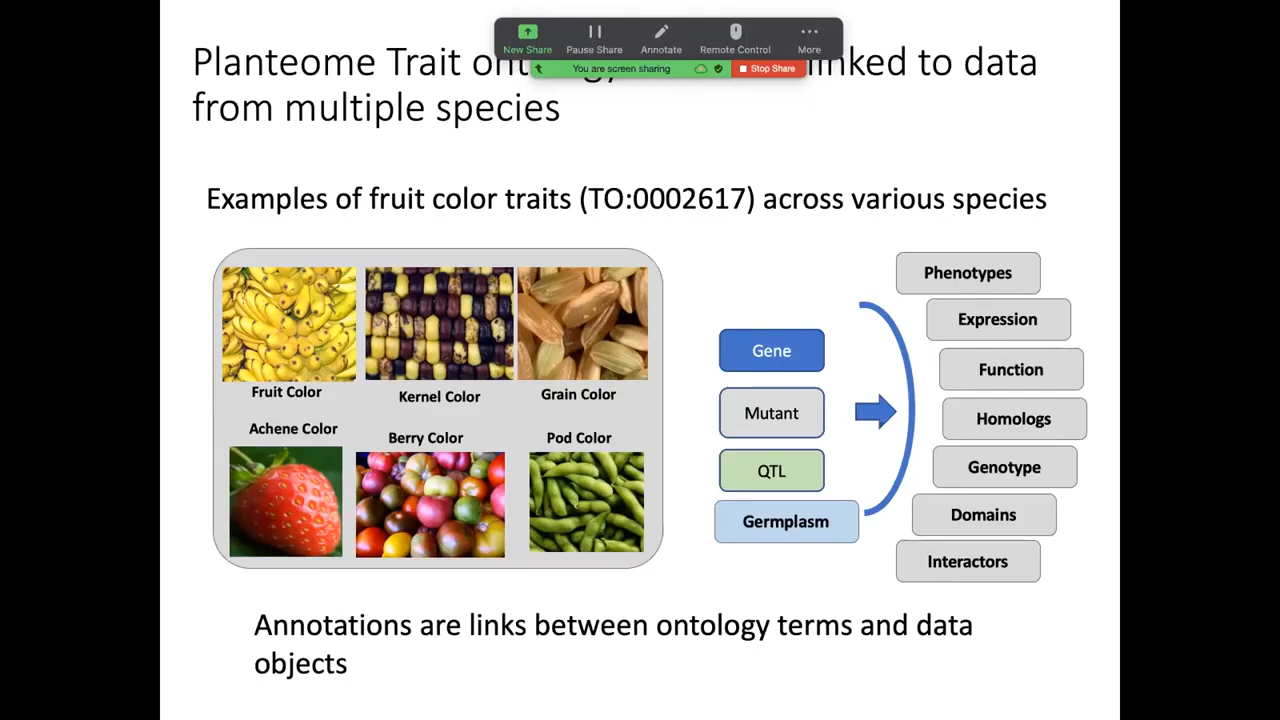 New Share
Pause Share
Annotate
Remote Control
More
You are screen sharing
Stop Share
Planteome Trait linked to data
from multiple species
Examples of fruit color traits (TO:0002617) across various species
Fruit Color
Kernel Color
Grain Color
Achene Color
Berry Color
Pod Color
Gene
Mutant
QTL
Germplasm
Phenotypes
Expression
Function
Homologs
Genotype
Domains
Interactors
Annotations are links between ontology terms and data
objects